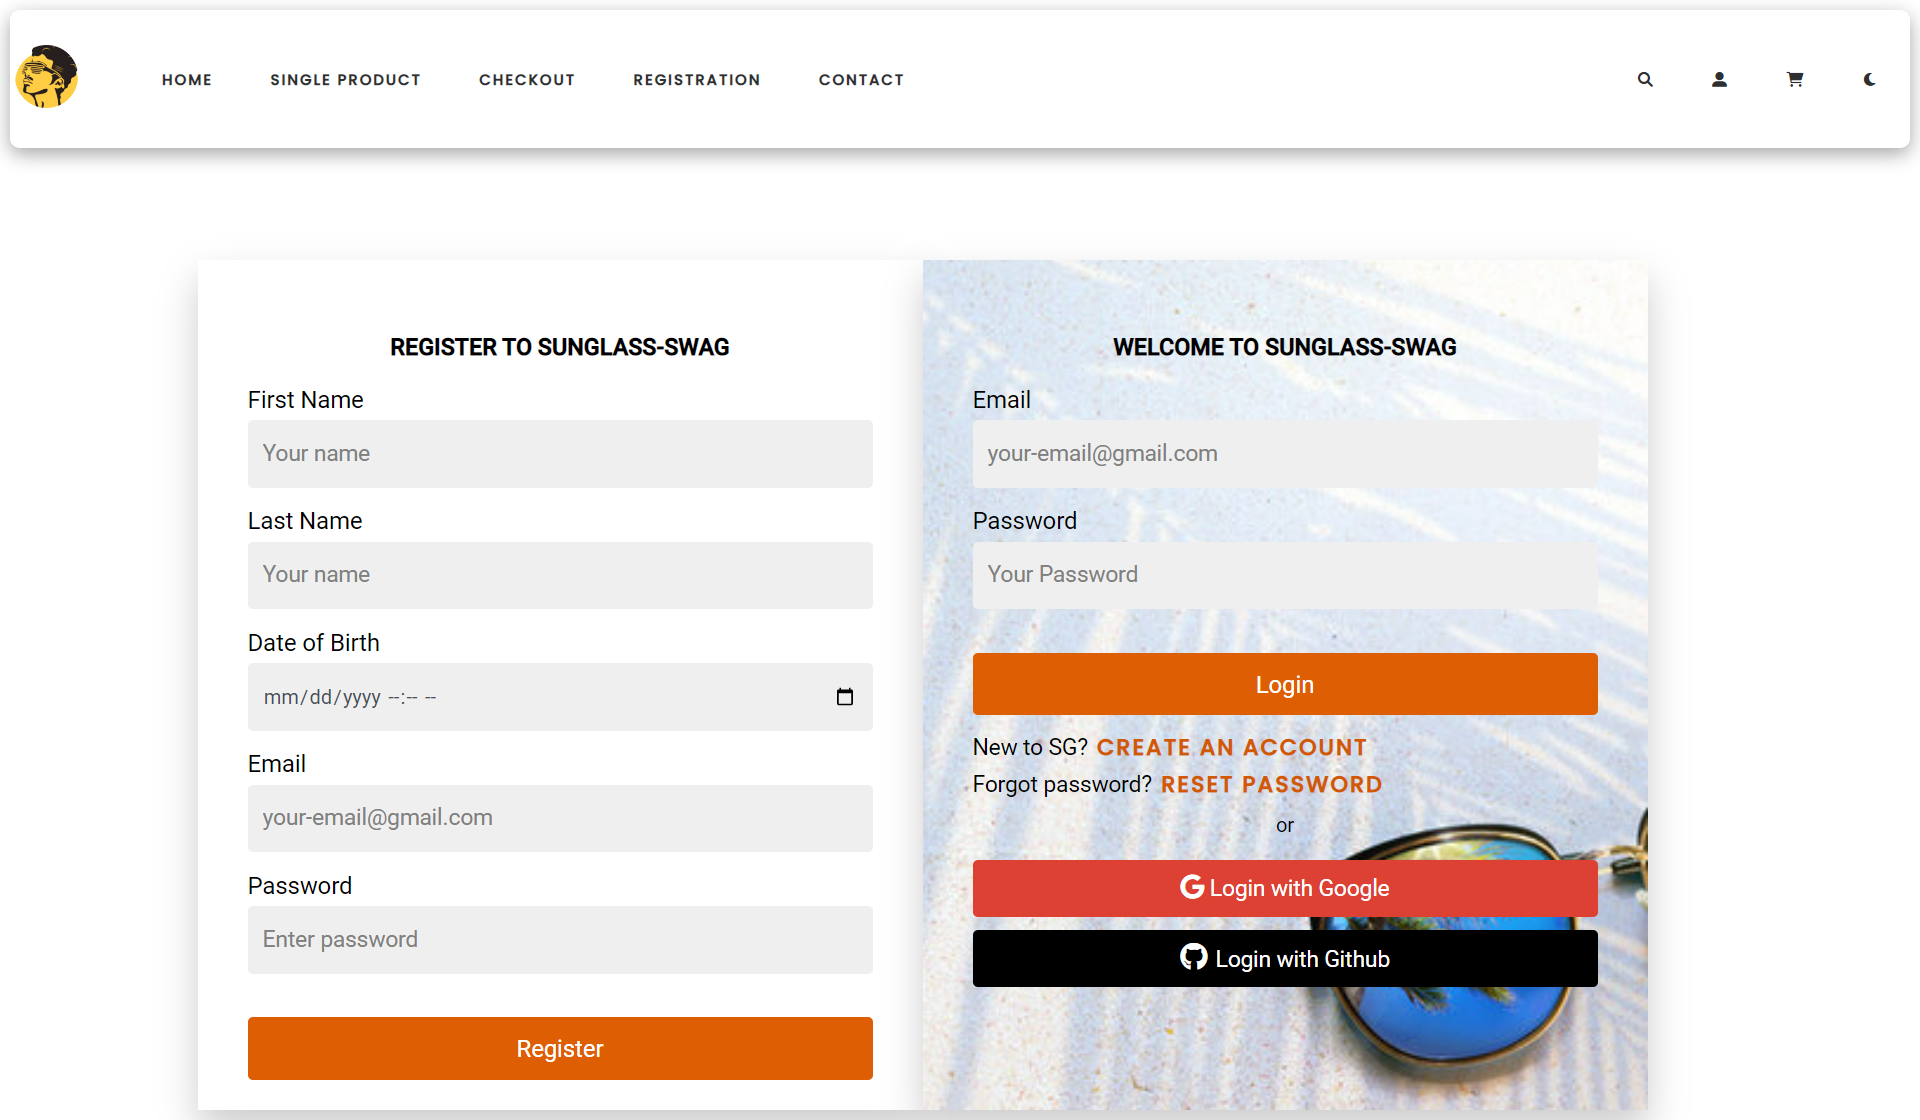 HOME SINGLE PRODUCT CHECKOUT REGISTRATION CONTACT
REGISTER TO SUNGLASS-SWAG
First Name
Your name
Last Name
Your name
Date of Birth
mm/dd/yyyy --:-- --
Email
your-email@gmail.com
Password
Enter password
Register
WELCOME TO SUNGLASS-SWAG
Email
your-email@gmail.com
Password
Your Password
Login
New to SG? CREATE AN ACCOUNT
Forgot password? RESET PASSWORD
or
Login with Google
Login with Github